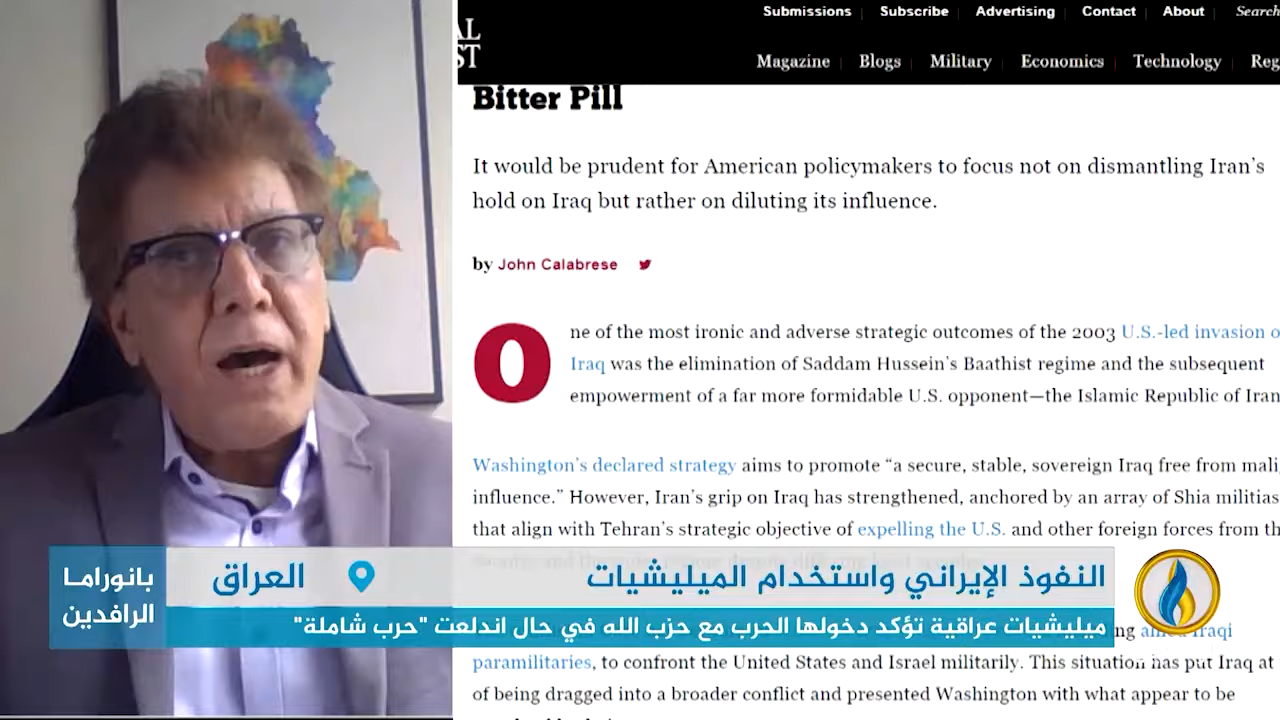 Submissions
Subscribe
Advertising
Contact
About
Search
AL
ST
Magazine
Blogs
Military
Economics
Technology
Reg
Bitter Pill
It would be prudent for American policymakers to focus not on dismantling Iran's
hold on Iraq but rather on diluting its influence.
by John Calabrese
One of the most ironic and adverse strategic outcomes of the 2003 U.S.-led invasion o
Iraq was the elimination of Saddam Hussein's Baathist regime and the subsequent
empowerment of a far more formidable U.S. opponent—the Islamic Republic of Iran
Washington's declared strategy aims to promote "a secure, stable, sovereign Iraq free from mali
influence." However, Iran's grip on Iraq has strengthened, anchored by an array of Shia militias
that align with Tehran's strategic objective of expelling the U.S. and other foreign forces from th
النفوذ الإيراني واستخدام الميليشيات
العراق
بانوراما
الرافدين
ميليشيات عراقية تؤكد دخولها الحرب مع حزب الله في حال اندلعت "حرب شاملة"
ng allied Iraqi
paramilitaries, to confront the United States and Israel militarily. This situation has put Iraq at
of being dragged into a broader conflict and presented Washington with what appear to be